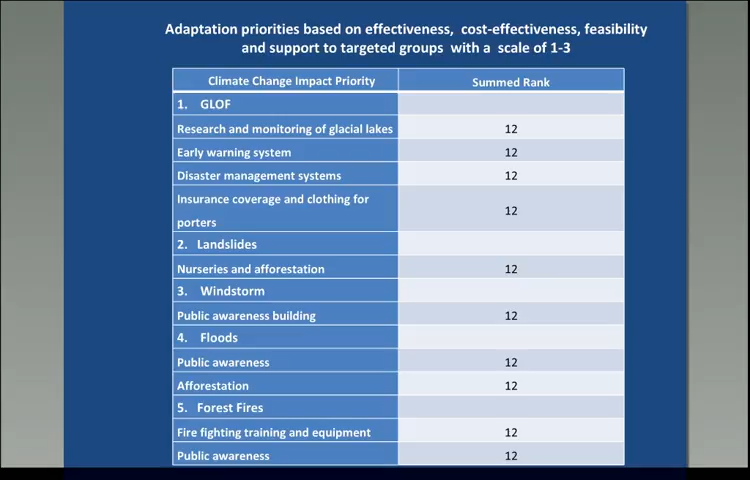 Adaptation priorities based on effectiveness, cost-effectiveness, feasibility
and support to targeted groups with a scale of 1-3
Climate Change Impact Priority Summed Rank
1. GLOF
Research and monitoring of glacial lakes 12
Early warning system 12
Disaster management systems 12
Insurance coverage and clothing for
porters 12
2. Landslides
Nurseries and afforestation 12
3. Windstorm
Public awareness building 12
4. Floods
Public awareness 12
Afforestation 12
5. Forest Fires
Fire fighting training and equipment 12
Public awareness 12